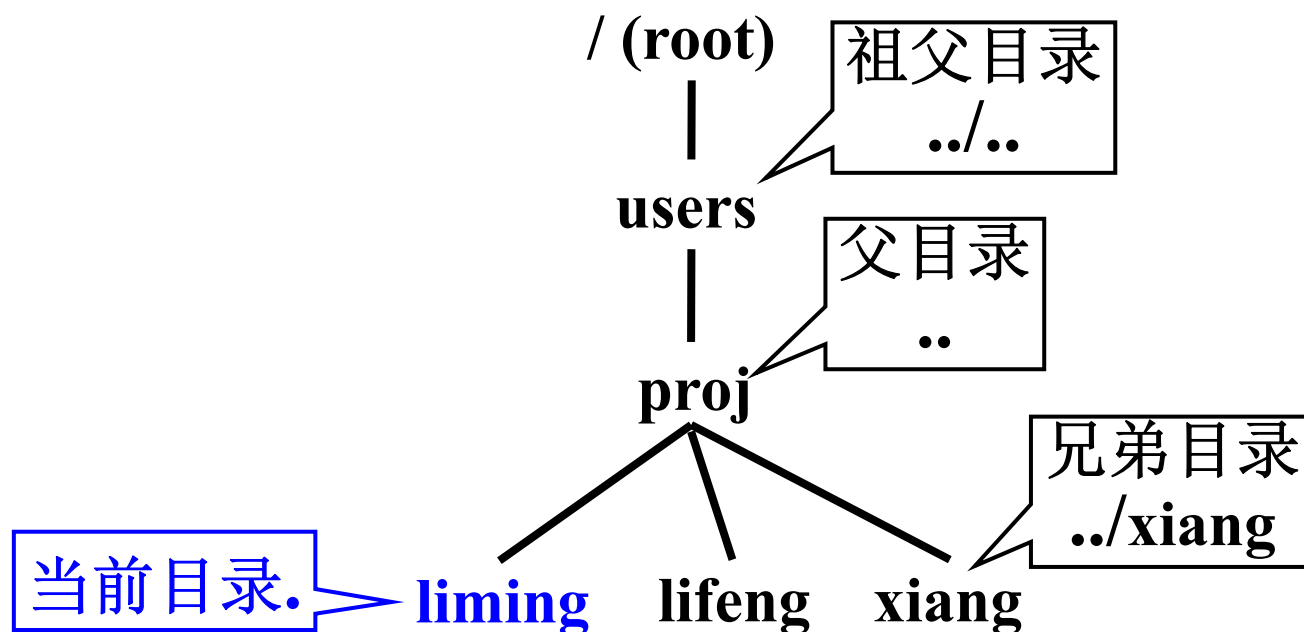 / (root)
祖父目录
../..
users
父目录
..
proj
兄弟目录
../xiang
当前目录.
liming
lifeng
xiang